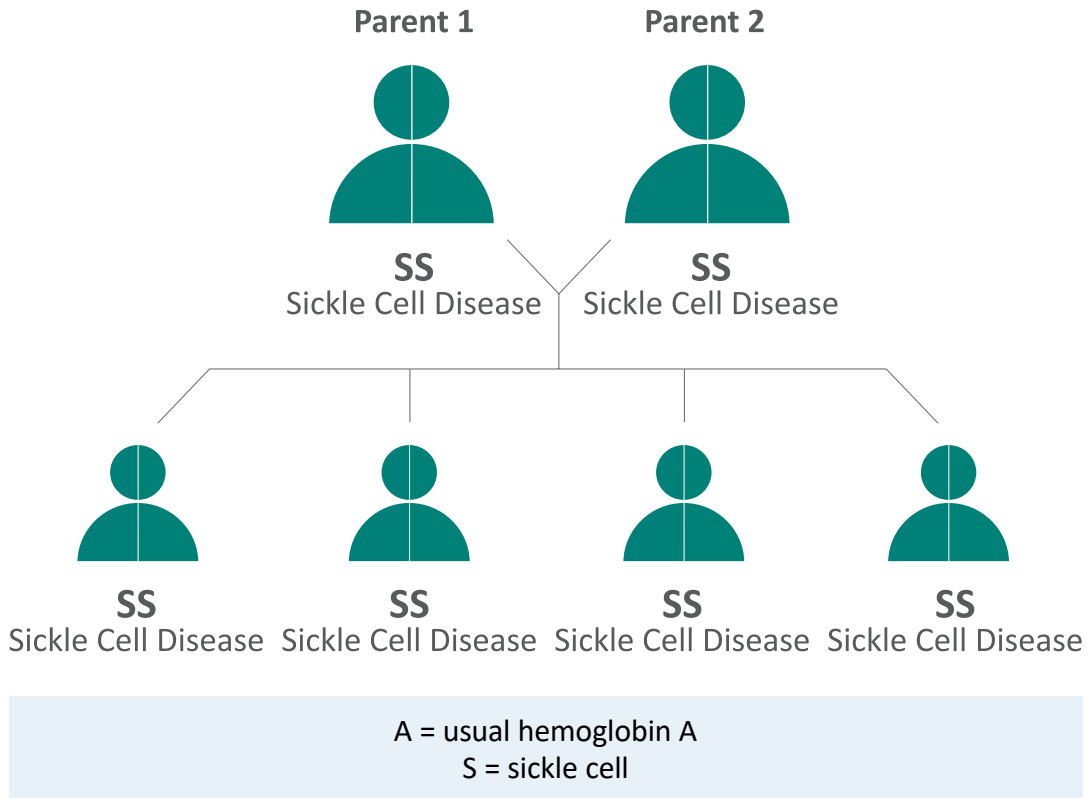 Parent 1
Parent 2
SS
Sickle Cell Disease
SS
Sickle Cell Disease
SS
Sickle Cell Disease
SS
Sickle Cell Disease
SS
Sickle Cell Disease
SS
Sickle Cell Disease
A = usual hemoglobin A
S = sickle cell